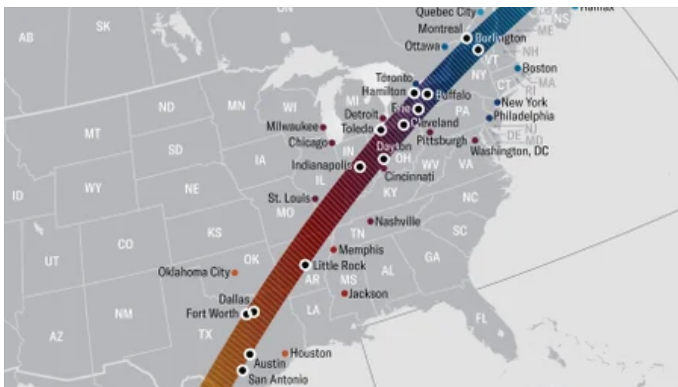 ON
Quebec City
Halifax
NS
SK
AB
Montreal
ME
Burlington
Ottawa
NH
VT
Boston
NY
Toronto
MA
CT
RI
Hamilton
Buffalo
ND
MN
WI
MI
New York
Erie
PA
Detroit
Philadelphia
Cleveland
Milwaukee
Toledo
NJ
MT
DE
MD
Pittsburgh
Chicago
Dayton
Washington, DC
SD
IN
OH
IA
WV
VA
Indianapolis
Cincinnati
IL
ID
WY
NE
KY
St. Louis
NC
MO
Nashville
KS
TN
SC
CO
UT
Memphis
OK
GA
Little Rock
Oklahoma City
AR
MS
AL
Jackson
Dallas
LA
NM
Fort Worth
FL
AZ
TX
Houston
Austin
San Antonio